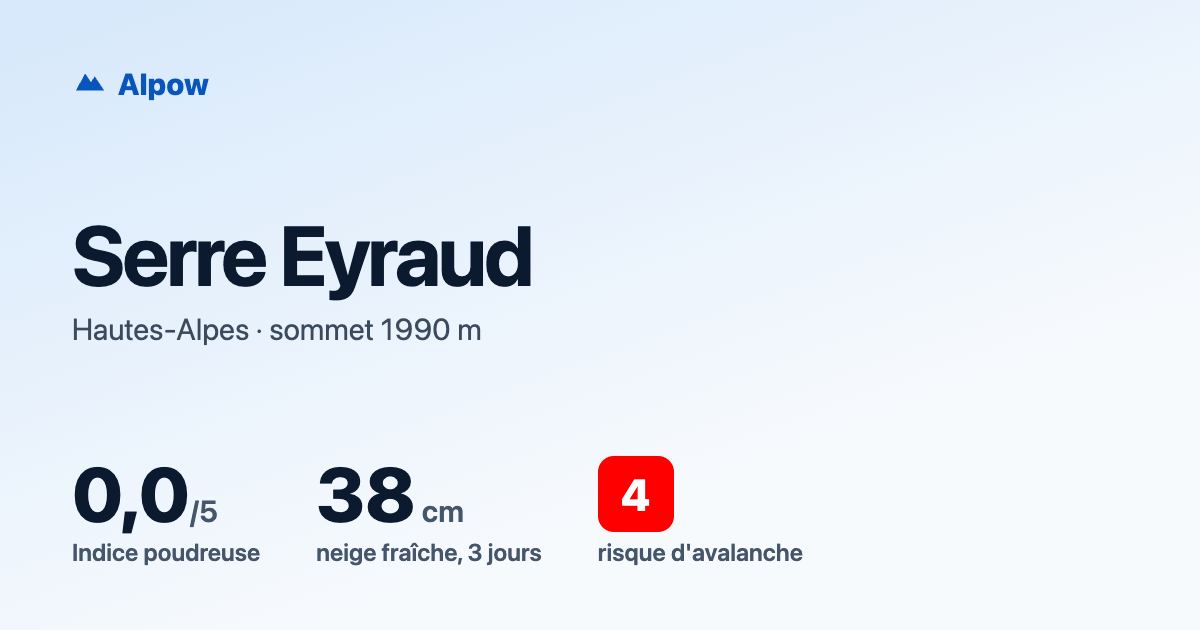 Alpow
Serre Eyraud
Hautes-Alpes · sommet 1990 m
0,0/5
Indice poudreuse
38 cm
neige fraîche, 3 jours
4
risque d'avalanche